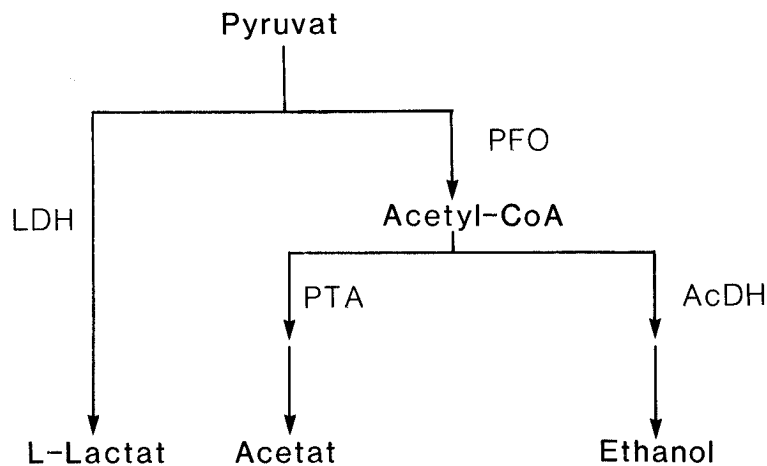 Pyruvat
PFO
LDH
Acetyl-CoA
PTA
AcDH
L-Lactat
Acetat
Ethanol